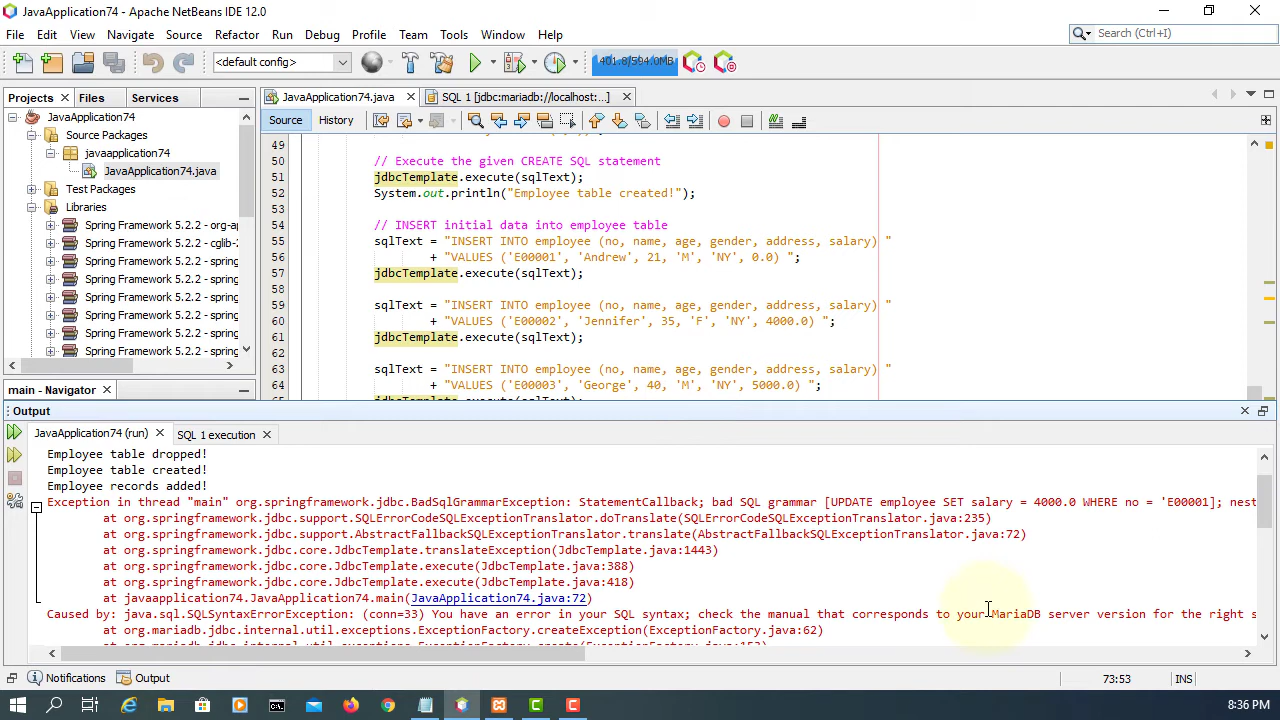 JavaApplication74 - Apache NetBeans IDE 12.0
File Edit View Navigate Source Refactor Run Debug Profile Team Tools Window Help
Search (Ctrl+I)
<default config>
401.8/594.0MB
Projects Files Services
JavaApplication74.java SQL 1 [jdbc:mariadb://localhost:...]
JavaApplication74
Source Packages
javaapplication74
JavaApplication74.java
Test Packages
Libraries
Spring Framework 5.2.2 - org-ap
Spring Framework 5.2.2 - cglib-2
Spring Framework 5.2.2 - spring
Spring Framework 5.2.2 - spring
Spring Framework 5.2.2 - spring
Spring Framework 5.2.2 - spring
Spring Framework 5.2.2 - spring
Spring Framework 5.2.2 - spring
main - Navigator
Source History
49
50 // Execute the given CREATE SQL statement
51 jdbcTemplate.execute(sqlText);
52 System.out.println("Employee table created!");
53
54 // INSERT initial data into employee table
55 sqlText = "INSERT INTO employee (no, name, age, gender, address, salary) "
56 + "VALUES ('E00001', 'Andrew', 21, 'M', 'NY', 0.0) ";
57 jdbcTemplate.execute(sqlText);
58
59 sqlText = "INSERT INTO employee (no, name, age, gender, address, salary) "
60 + "VALUES ('E00002', 'Jennifer', 35, 'F', 'NY', 4000.0) ";
61 jdbcTemplate.execute(sqlText);
62
63 sqlText = "INSERT INTO employee (no, name, age, gender, address, salary) "
64 + "VALUES ('E00003', 'George', 40, 'M', 'NY', 5000.0) ";
65 jdbcTemplate.execute(sqlText);
Output
JavaApplication74 (run) SQL 1 execution
Employee table dropped!
Employee table created!
Employee records added!
Exception in thread "main" org.springframework.jdbc.BadSqlGrammarException: StatementCallback; bad SQL grammar [UPDATE employee SET salary = 4000.0 WHERE no = 'E00001]; nest
at org.springframework.jdbc.support.SQLErrorCodeSQLExceptionTranslator.doTranslate(SQLErrorCodeSQLExceptionTranslator.java:235)
at org.springframework.jdbc.support.AbstractFallbackSQLExceptionTranslator.translate(AbstractFallbackSQLExceptionTranslator.java:72)
at org.springframework.jdbc.core.JdbcTemplate.translateException(JdbcTemplate.java:1443)
at org.springframework.jdbc.core.JdbcTemplate.execute(JdbcTemplate.java:388)
at org.springframework.jdbc.core.JdbcTemplate.execute(JdbcTemplate.java:418)
at javaapplication74.JavaApplication74.main(JavaApplication74.java:72)
Caused by: java.sql.SQLSyntaxErrorException: (conn=33) You have an error in your SQL syntax; check the manual that corresponds to your MariaDB server version for the right s
at org.mariadb.jdbc.internal.util.exceptions.ExceptionFactory.createException(ExceptionFactory.java:62)
Notifications Output
73:53 INS
8:36 PM